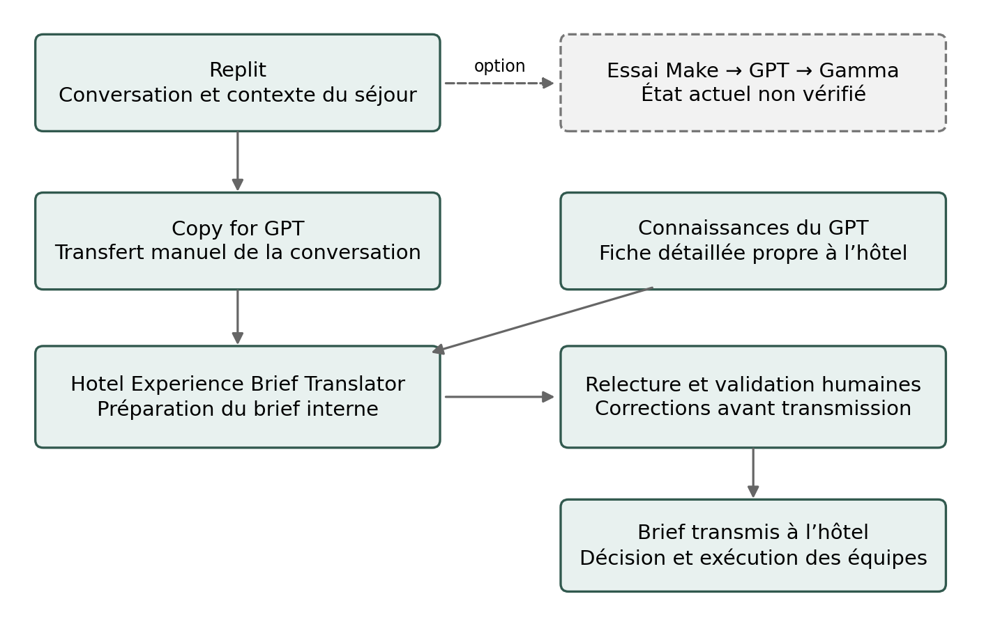 Replit
Conversation et contexte du séjour
option
Essai Make → GPT → Gamma
État actuel non vérifié
Copy for GPT
Transfert manuel de la conversation
Connaissances du GPT
Fiche détaillée propre à l’hôtel
Hotel Experience Brief Translator
Préparation du brief interne
Relecture et validation humaines
Corrections avant transmission
Brief transmis à l’hôtel
Décision et exécution des équipes